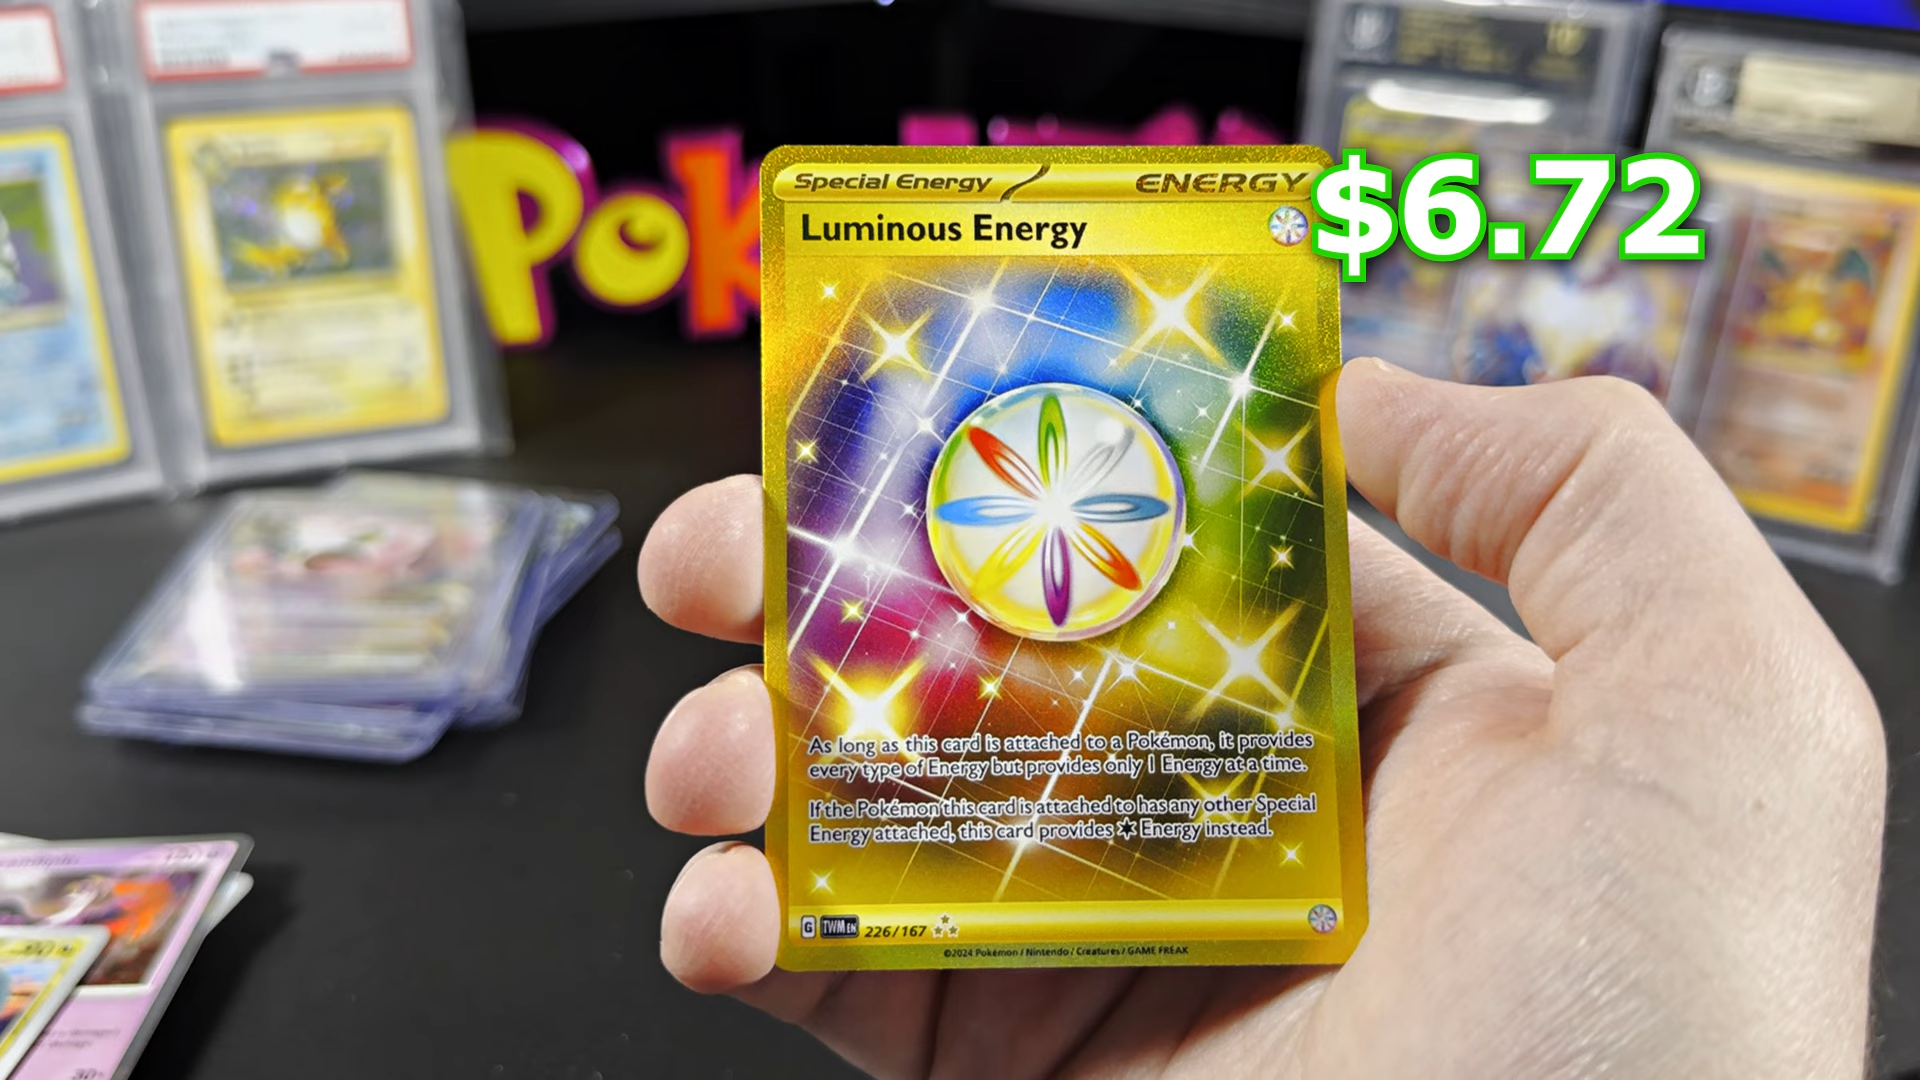 Pok
Special Energy
ENERGY
Luminous Energy
$6.72
As long as this card is attached to a Pokémon, it provides
every type of Energy but provides only 1 Energy at a time.
If the Pokémon this card is attached to has any other Special
Energy attached, this card provides Energy instead.
G TWM EN 226/167
©2024 Pokémon / Nintendo / Creatures / GAME FREAK
30